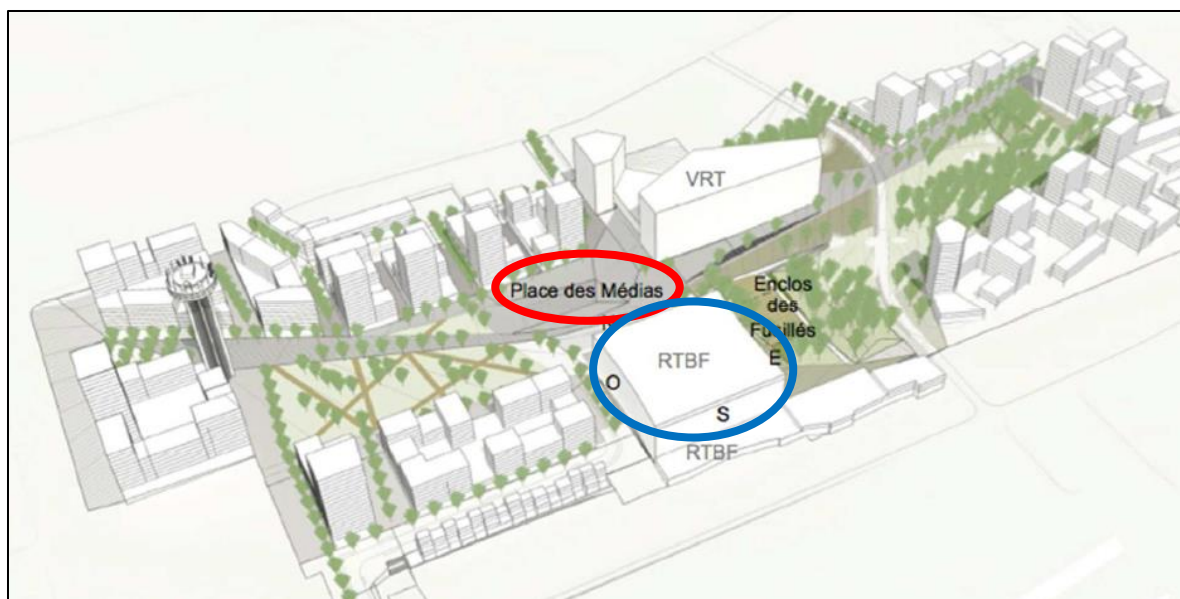 VRT
Place des Médias
Enclos
des
Fusillés
RTBF
E
O
S
RTBF